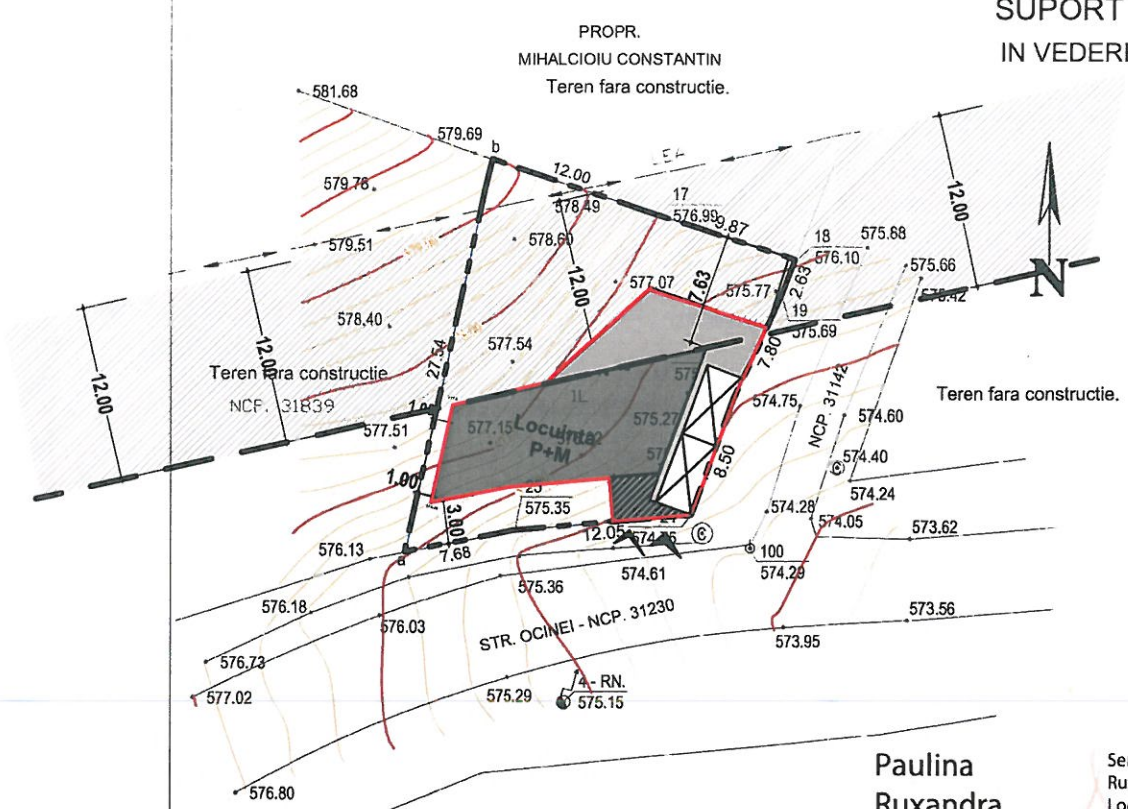 SUPORT
IN VEDERE
PROPR.
MIHALCIOIU CONSTANTIN
Teren fara constructie.
581.68
579.69
b
LEA
12.00
12.00
579.76
578.49
17
576.99
9.87
579.51
578.60
18
576.10
575.68
575.66
N
12.00
577.07
7.63
575.77
2.63
19
575.69
578.40
12.00
577.54
7.80
27.54
Teren fara constructie
NCP. 31839
12.00
1L
NCP. 31142
Teren fara constructie.
574.75
574.60
577.51
577.15
Locuinta
P+M
575.27
8.50
574.40
574.24
1.00
3.00
575.35
574.28
574.05
573.62
576.13
a
7.68
12.05
100
574.29
574.61
575.36
576.18
576.03
STR. OCINEI - NCP. 31230
573.56
573.95
576.73
577.02
575.29
4 - RN.
575.15
576.80
Paulina
Ruxandra